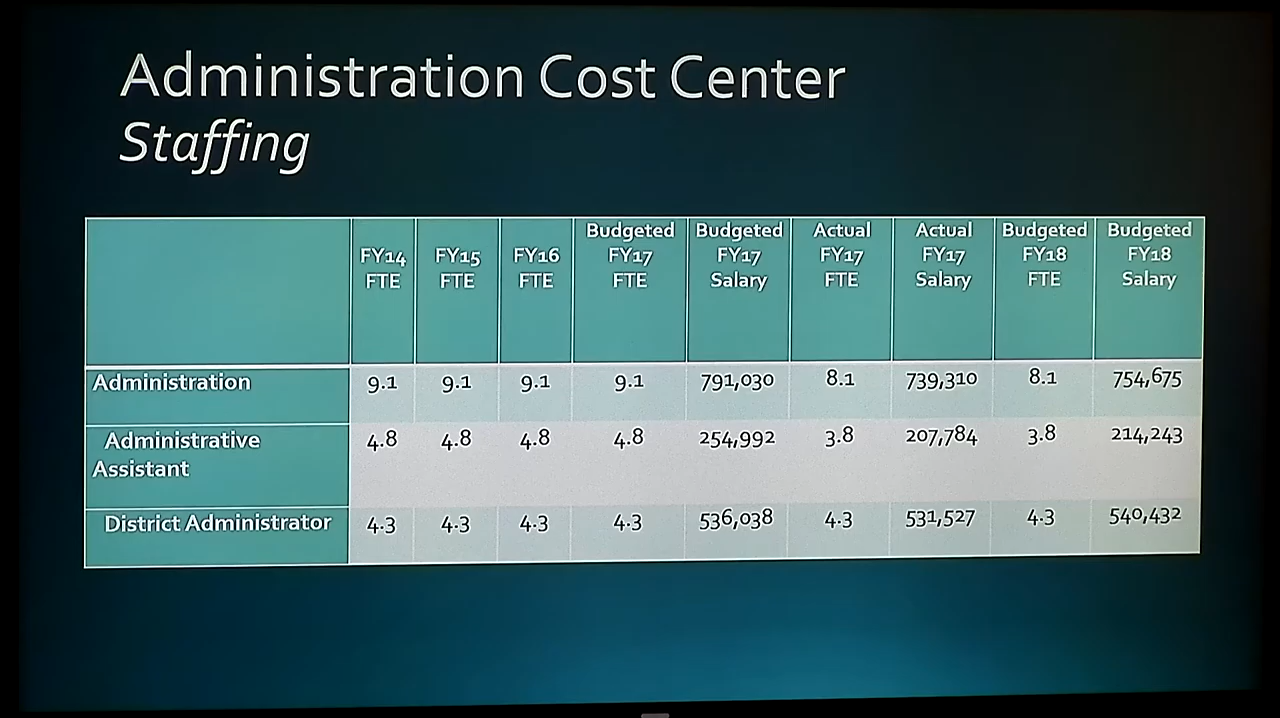 Administration Cost Center
Staffing
FY14 FTE FY15 FTE FY16 FTE Budgeted FY17 FTE Budgeted FY17 Salary Actual FY17 FTE Actual FY17 Salary Budgeted FY18 FTE Budgeted FY18 Salary
Administration 9.1 9.1 9.1 9.1 791,030 8.1 739,310 8.1 754,675
Administrative Assistant 4.8 4.8 4.8 4.8 254,992 3.8 207,784 3.8 214,243
District Administrator 4.3 4.3 4.3 4.3 536,038 4.3 531,527 4.3 540,432